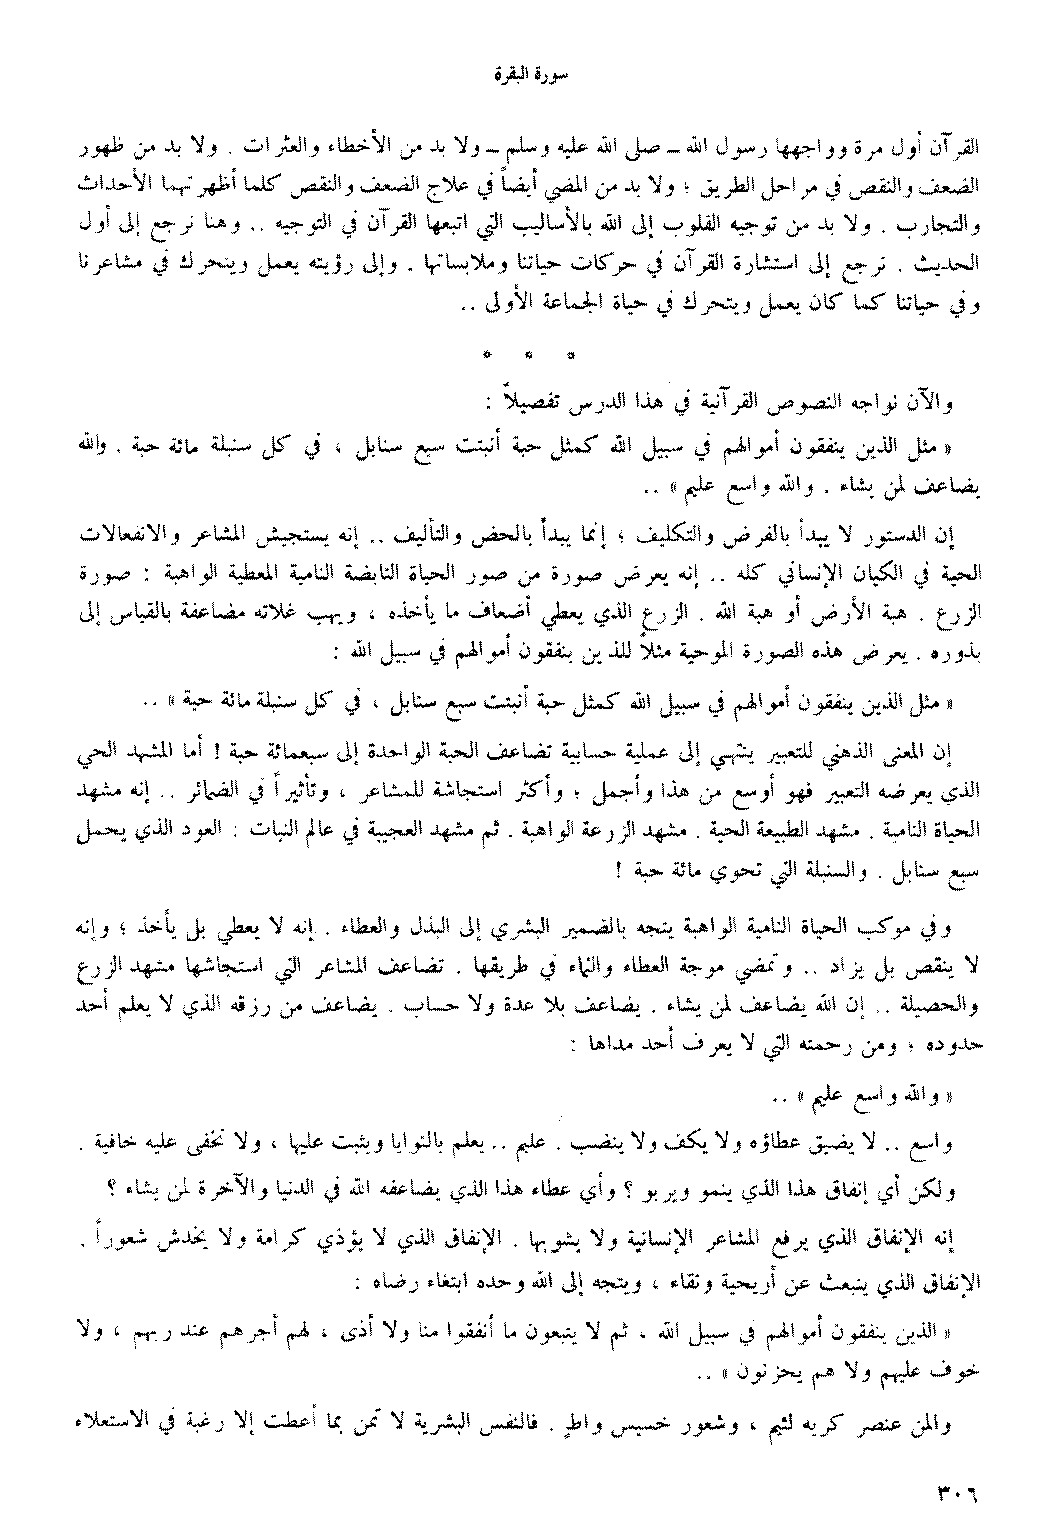 سورة البقرة
القرآن أول مرة وواجهها رسول الله ــ صلى الله عليه وسلم ــ ولا بد من الأخطاء والعثرات . ولا بد من ظهور
الضعف والنقص في مراحل الطريق ؛ ولا بد من المضي أيضاً في علاج الضعف والنقص كلما أظهرتهما الأحداث
والتجارب . ولا بد من توجيه القلوب إلى الله بالأساليب التي اتبعها القرآن في التوجيه .. وهنا نرجع إلى أول
الحديث . نرجع إلى استشارة القرآن في حركات حياتنا وملابساتها . وإلى رؤيته يعمل ويتحرك في مشاعرنا
وفي حياتنا كما كان يعمل ويتحرك في حياة الجماعة الأولى ..
* * *
والآن نواجه النصوص القرآنية في هذا الدرس تفصيلاً :
« مثل الذين ينفقون أموالهم في سبيل الله كمثل حبة أنبتت سبع سنابل ، في كل سنبلة مائة حبة . والله
يضاعف لمن يشاء . والله واسع عليم » ..
إن الدستور لا يبدأ بالفرض والتكليف ؛ إنما يبدأ بالحض والتأليف .. إنه يستجيش المشاعر والانفعالات
الحية في الكيان الإنساني كله .. إنه يعرض صورة من صور الحياة النابضة النامية المعطية الواهبة : صورة
الزرع . هبة الأرض أو هبة الله . الزرع الذي يعطي أضعاف ما يأخذه ، ويهب غلاته مضاعفة بالقياس إلى
بذوره . يعرض هذه الصورة الموحية مثلاً للذين ينفقون أموالهم في سبيل الله :
« مثل الذين ينفقون أموالهم في سبيل الله كمثل حبة أنبتت سبع سنابل ، في كل سنبلة مائة حبة » ..
إن المعنى الذهني للتعبير ينتهي إلى عملية حسابية تضاعف الحبة الواحدة إلى سبعمائة حبة ! أما المشهد الحي
الذي يعرضه التعبير فهو أوسع من هذا وأجمل ؛ وأكثر استجاشة للمشاعر ، وتأثيراً في الضمائر .. إنه مشهد
الحياة النامية . مشهد الطبيعة الحية . مشهد الزرعة الواهبة . ثم مشهد العجيبة في عالم النبات : العود الذي يحمل
سبع سنابل . والسنبلة التي تحوي مائة حبة !
وفي موكب الحياة النامية الواهبة يتجه بالضمير البشري إلى البذل والعطاء . إنه لا يعطي بل يأخذ ؛ وإنه
لا ينقص بل يزاد .. وتمضي موجة العطاء والنماء في طريقها . تضاعف المشاعر التي استجاشها مشهد الزرع
والحصيلة .. إن الله يضاعف لمن يشاء . يضاعف بلا عدة ولا حساب . يضاعف من رزقه الذي لا يعلم أحد
حدوده ؛ ومن رحمته التي لا يعرف أحد مداها :
« والله واسع عليم » ..
واسع .. لا يضيق عطاؤه ولا يكف ولا ينضب . عليم .. يعلم بالنوايا ويثبت عليها ، ولا تخفى عليه خافية .
ولكن أي إنفاق هذا الذي ينمو ويربو ؟ وأي عطاء هذا الذي يضاعفه الله في الدنيا والآخرة لمن يشاء ؟
إنه الإنفاق الذي يرفع المشاعر الإنسانية ولا يشوبها . الإنفاق الذي لا يؤذي كرامة ولا يخدش شعوراً .
الإنفاق الذي ينبعث عن أريحية ونقاء ، ويتجه إلى الله وحده ابتغاء رضاه :
« الذين ينفقون أموالهم في سبيل الله ، ثم لا يتبعون ما أنفقوا منا ولا أذى ، لهم أجرهم عند ربهم ، ولا
خوف عليهم ولا هم يحزنون » ..
والمن عنصر كريه لئيم ، وشعور خسيس واطٍ . فالنفس البشرية لا تمن بما أعطت إلا رغبة في الاستعلاء
٣٠٦